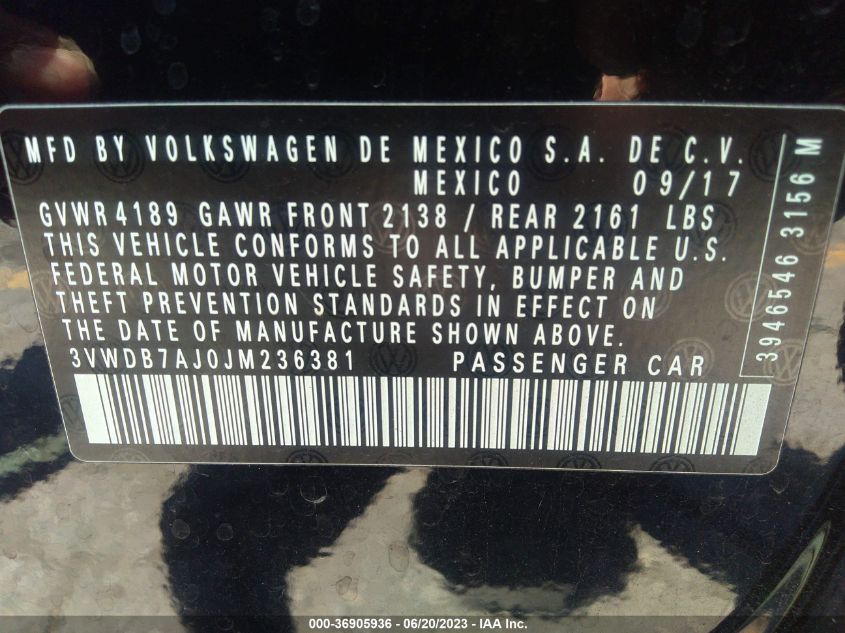 MFD BY VOLKSWAGEN DE MEXICO S.A. DE C.V.
MEXICO 09/17
GVWR 4189 GAWR FRONT 2138 / REAR 2161 LBS
THIS VEHICLE CONFORMS TO ALL APPLICABLE U.S.
FEDERAL MOTOR VEHICLE SAFETY, BUMPER AND
THEFT PREVENTION STANDARDS IN EFFECT ON
THE DATE OF MANUFACTURE SHOWN ABOVE.
3VWDB7AJ0JM236381 PASSENGER CAR
3946546 3156 M
000-36905936 - 06/20/2023 - IAA Inc.